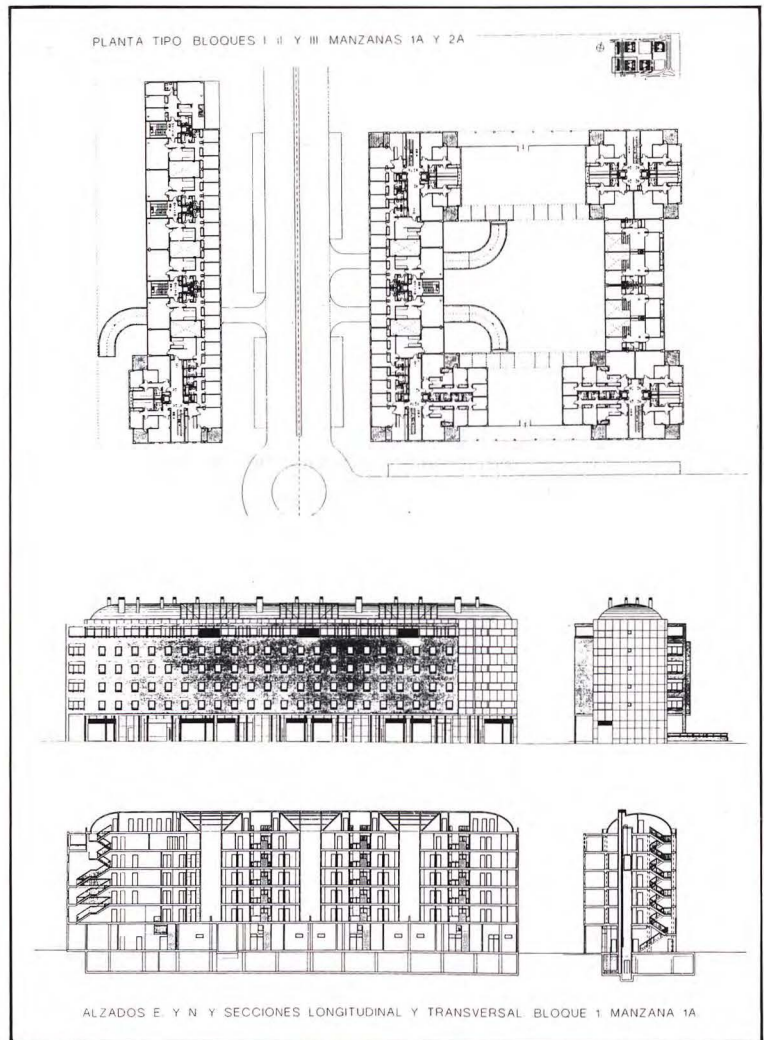 PLANTA TIPO BLOQUES I II Y III MANZANAS 1A Y 2A
ALZADOS E. Y N. Y SECCIONES LONGITUDINAL Y TRANSVERSAL. BLOQUE 1. MANZANA 1A.